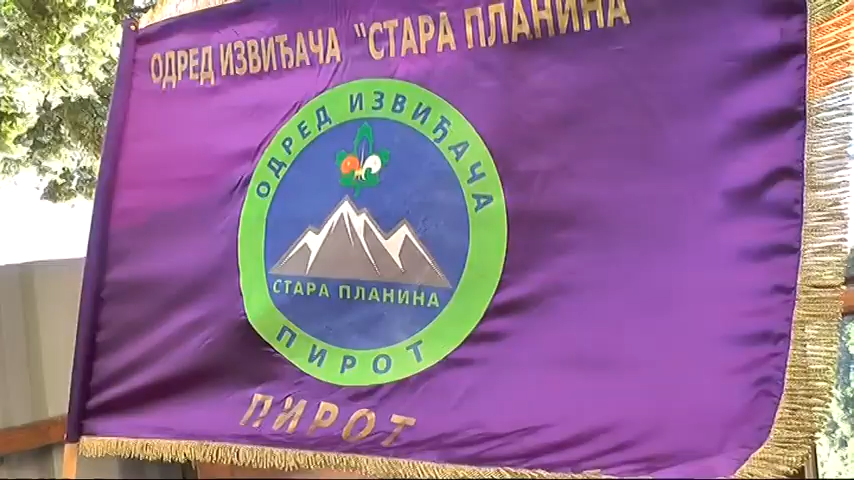 ОДРЕД ИЗВИЂАЧА "СТАРА ПЛАНИНА
ОДРЕД ИЗВИЂАЧА
СТАРА ПЛАНИНА
ПИРОТ
ПИРОТ